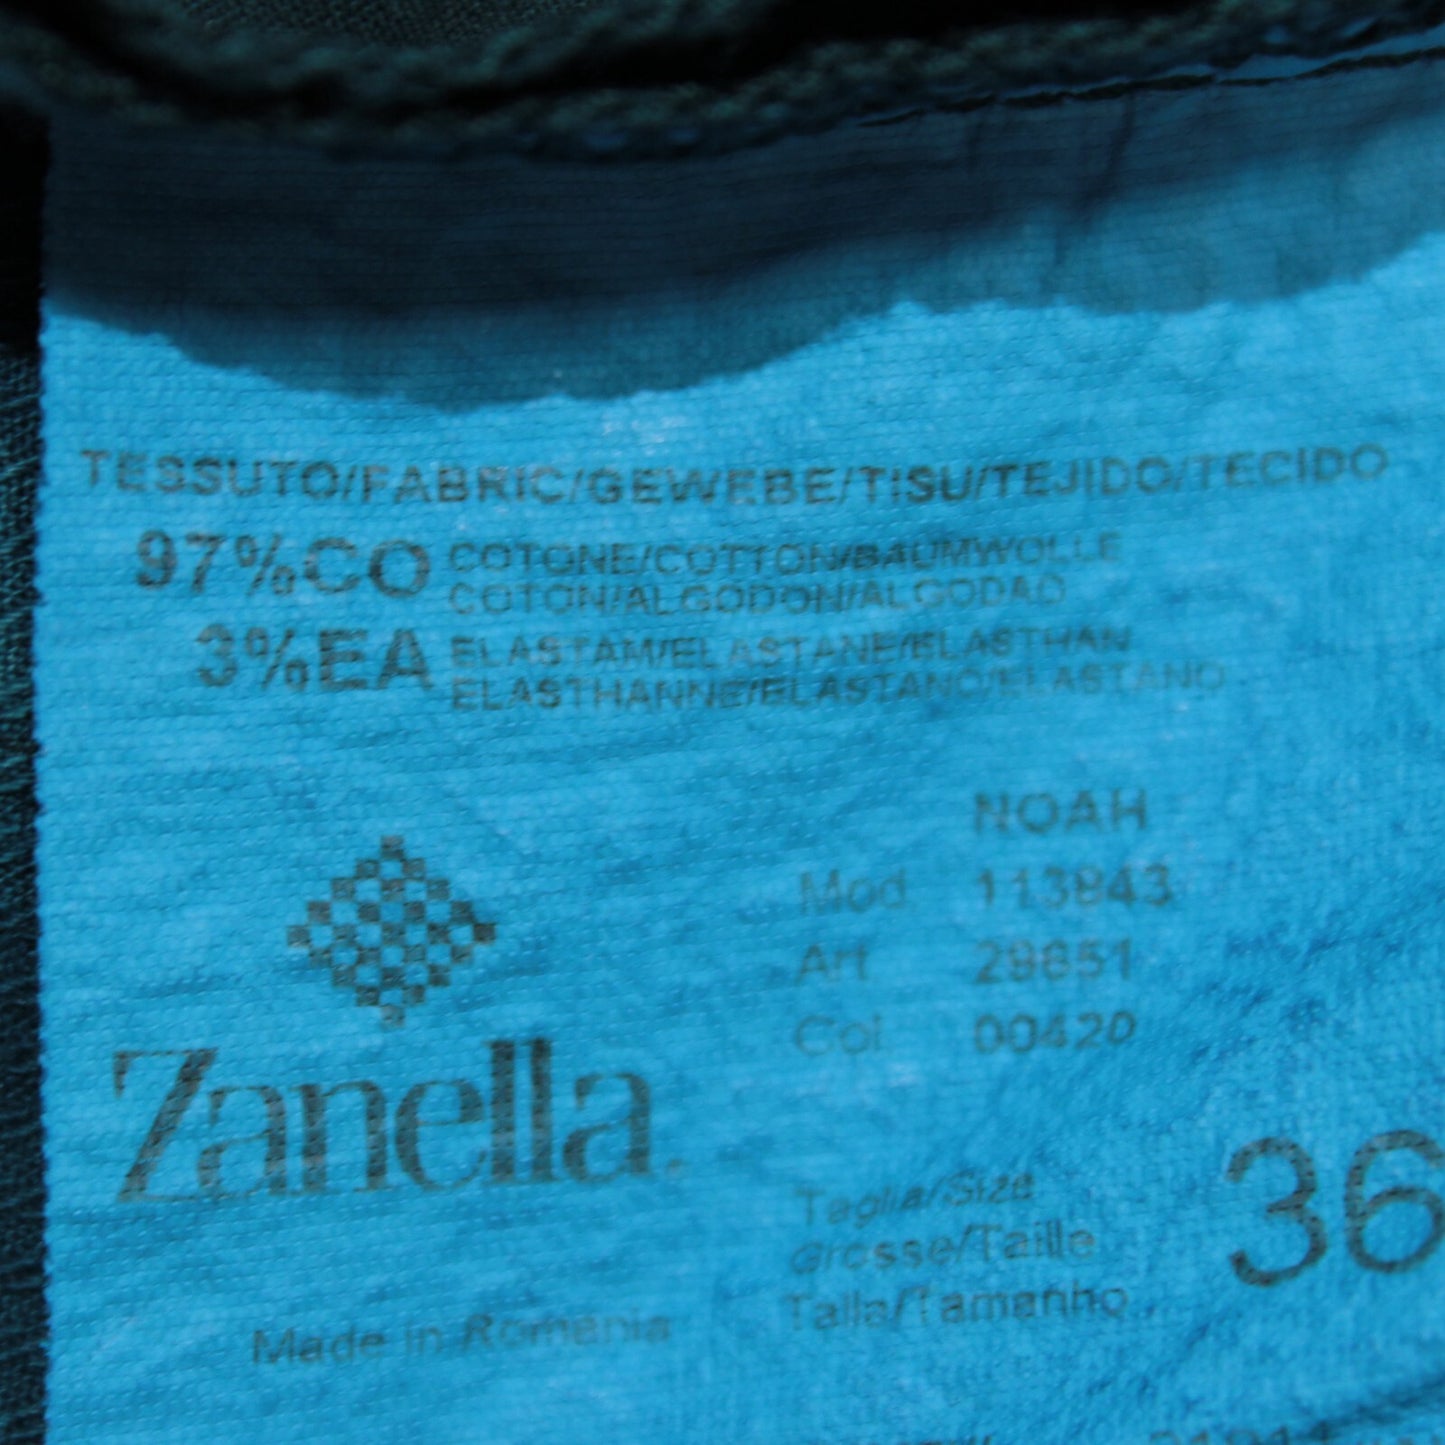 TESSUTO/FABRIC/GEWEBE/TISU/TEJIDO/TECIDO
97%CO COTONE/COTTON/BAUMWOLLE
COTON/ALGODON/ALGODAO
3%EA ELASTAM/ELASTANE/ELASTHAN
ELASTHANNE/ELASTANO/ELASTANO
NOAH
Mod. 113843
Art. 29851
Col. 00420
Zanella
Taglia/Size
Grosse/Taille
Talla/Tamanho
36
Made in Romania